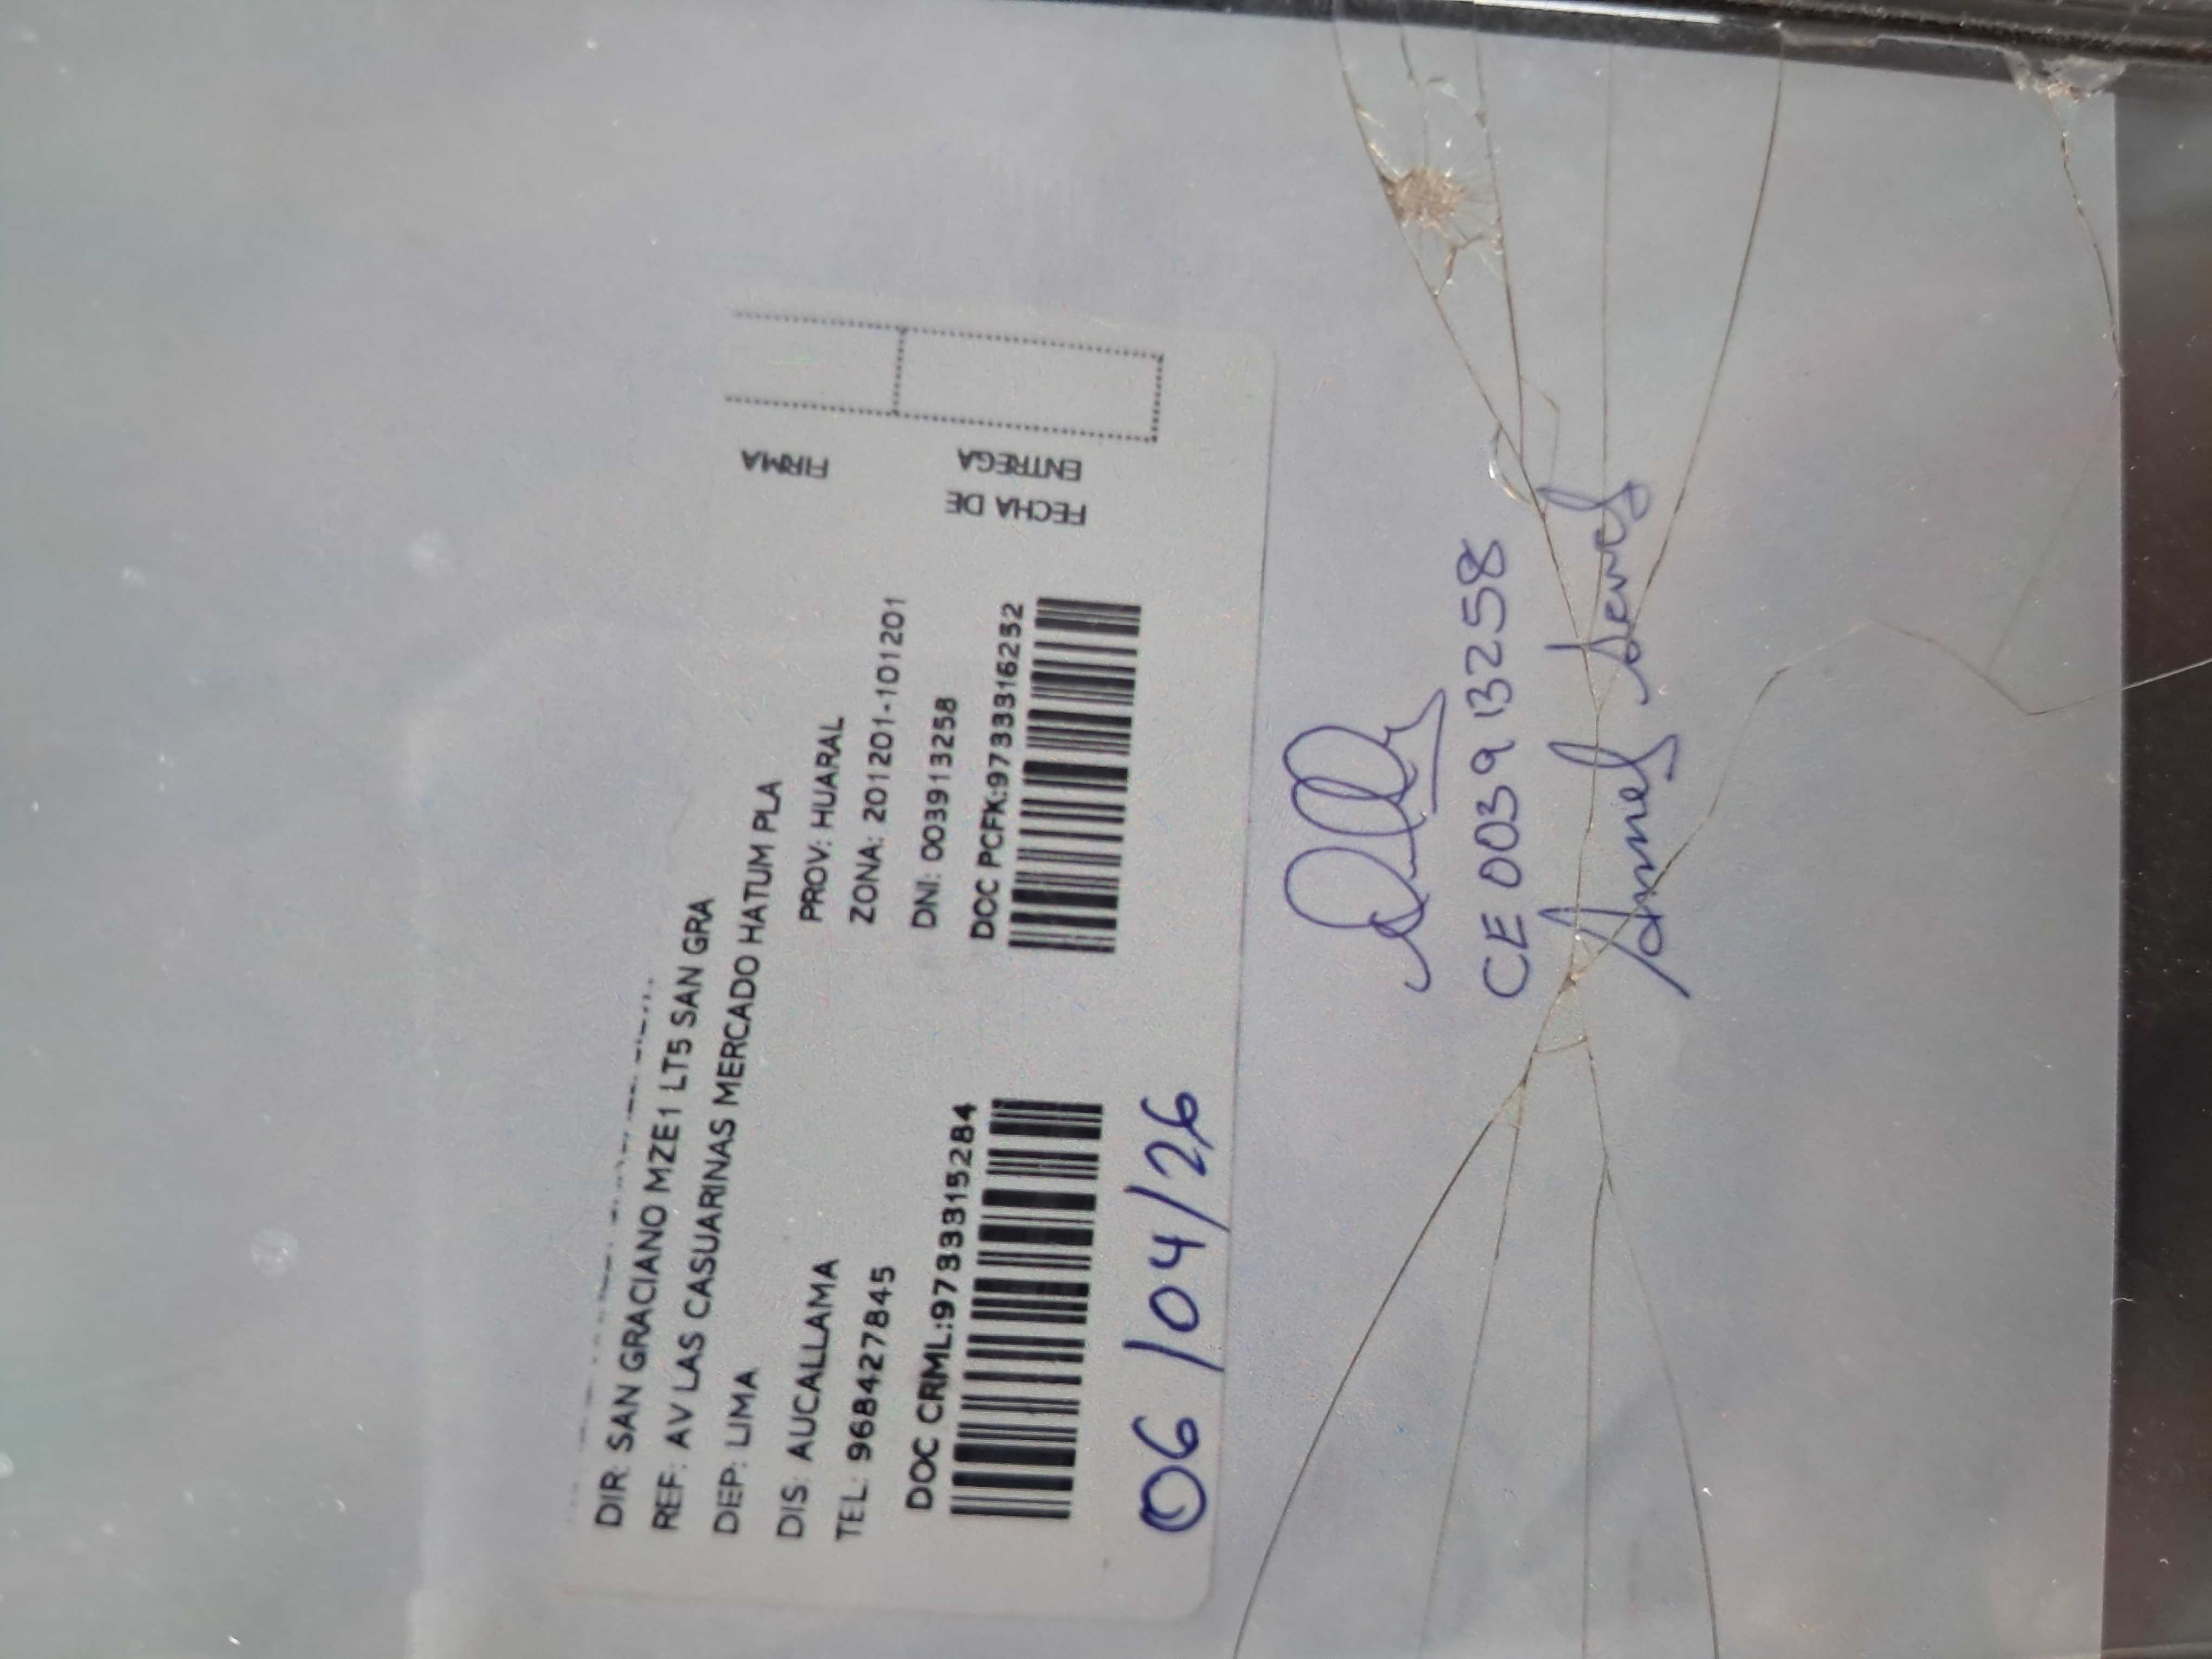 DIR: SAN GRACIANO MZE1 LT5 SAN GRA
REF: AV LAS CASUARINAS MERCADO HATUM PLA
DEP: LIMA PROV: HUARAL
DIS: AUCALLAMA ZONA: 201201-101201
TEL: 968427845 DNI: 003913258
DOC CRML:9733315284 DOC PCFK:9733316252
FIRMA
FECHA DE
ENTREGA
06/04/26
CE 003913258